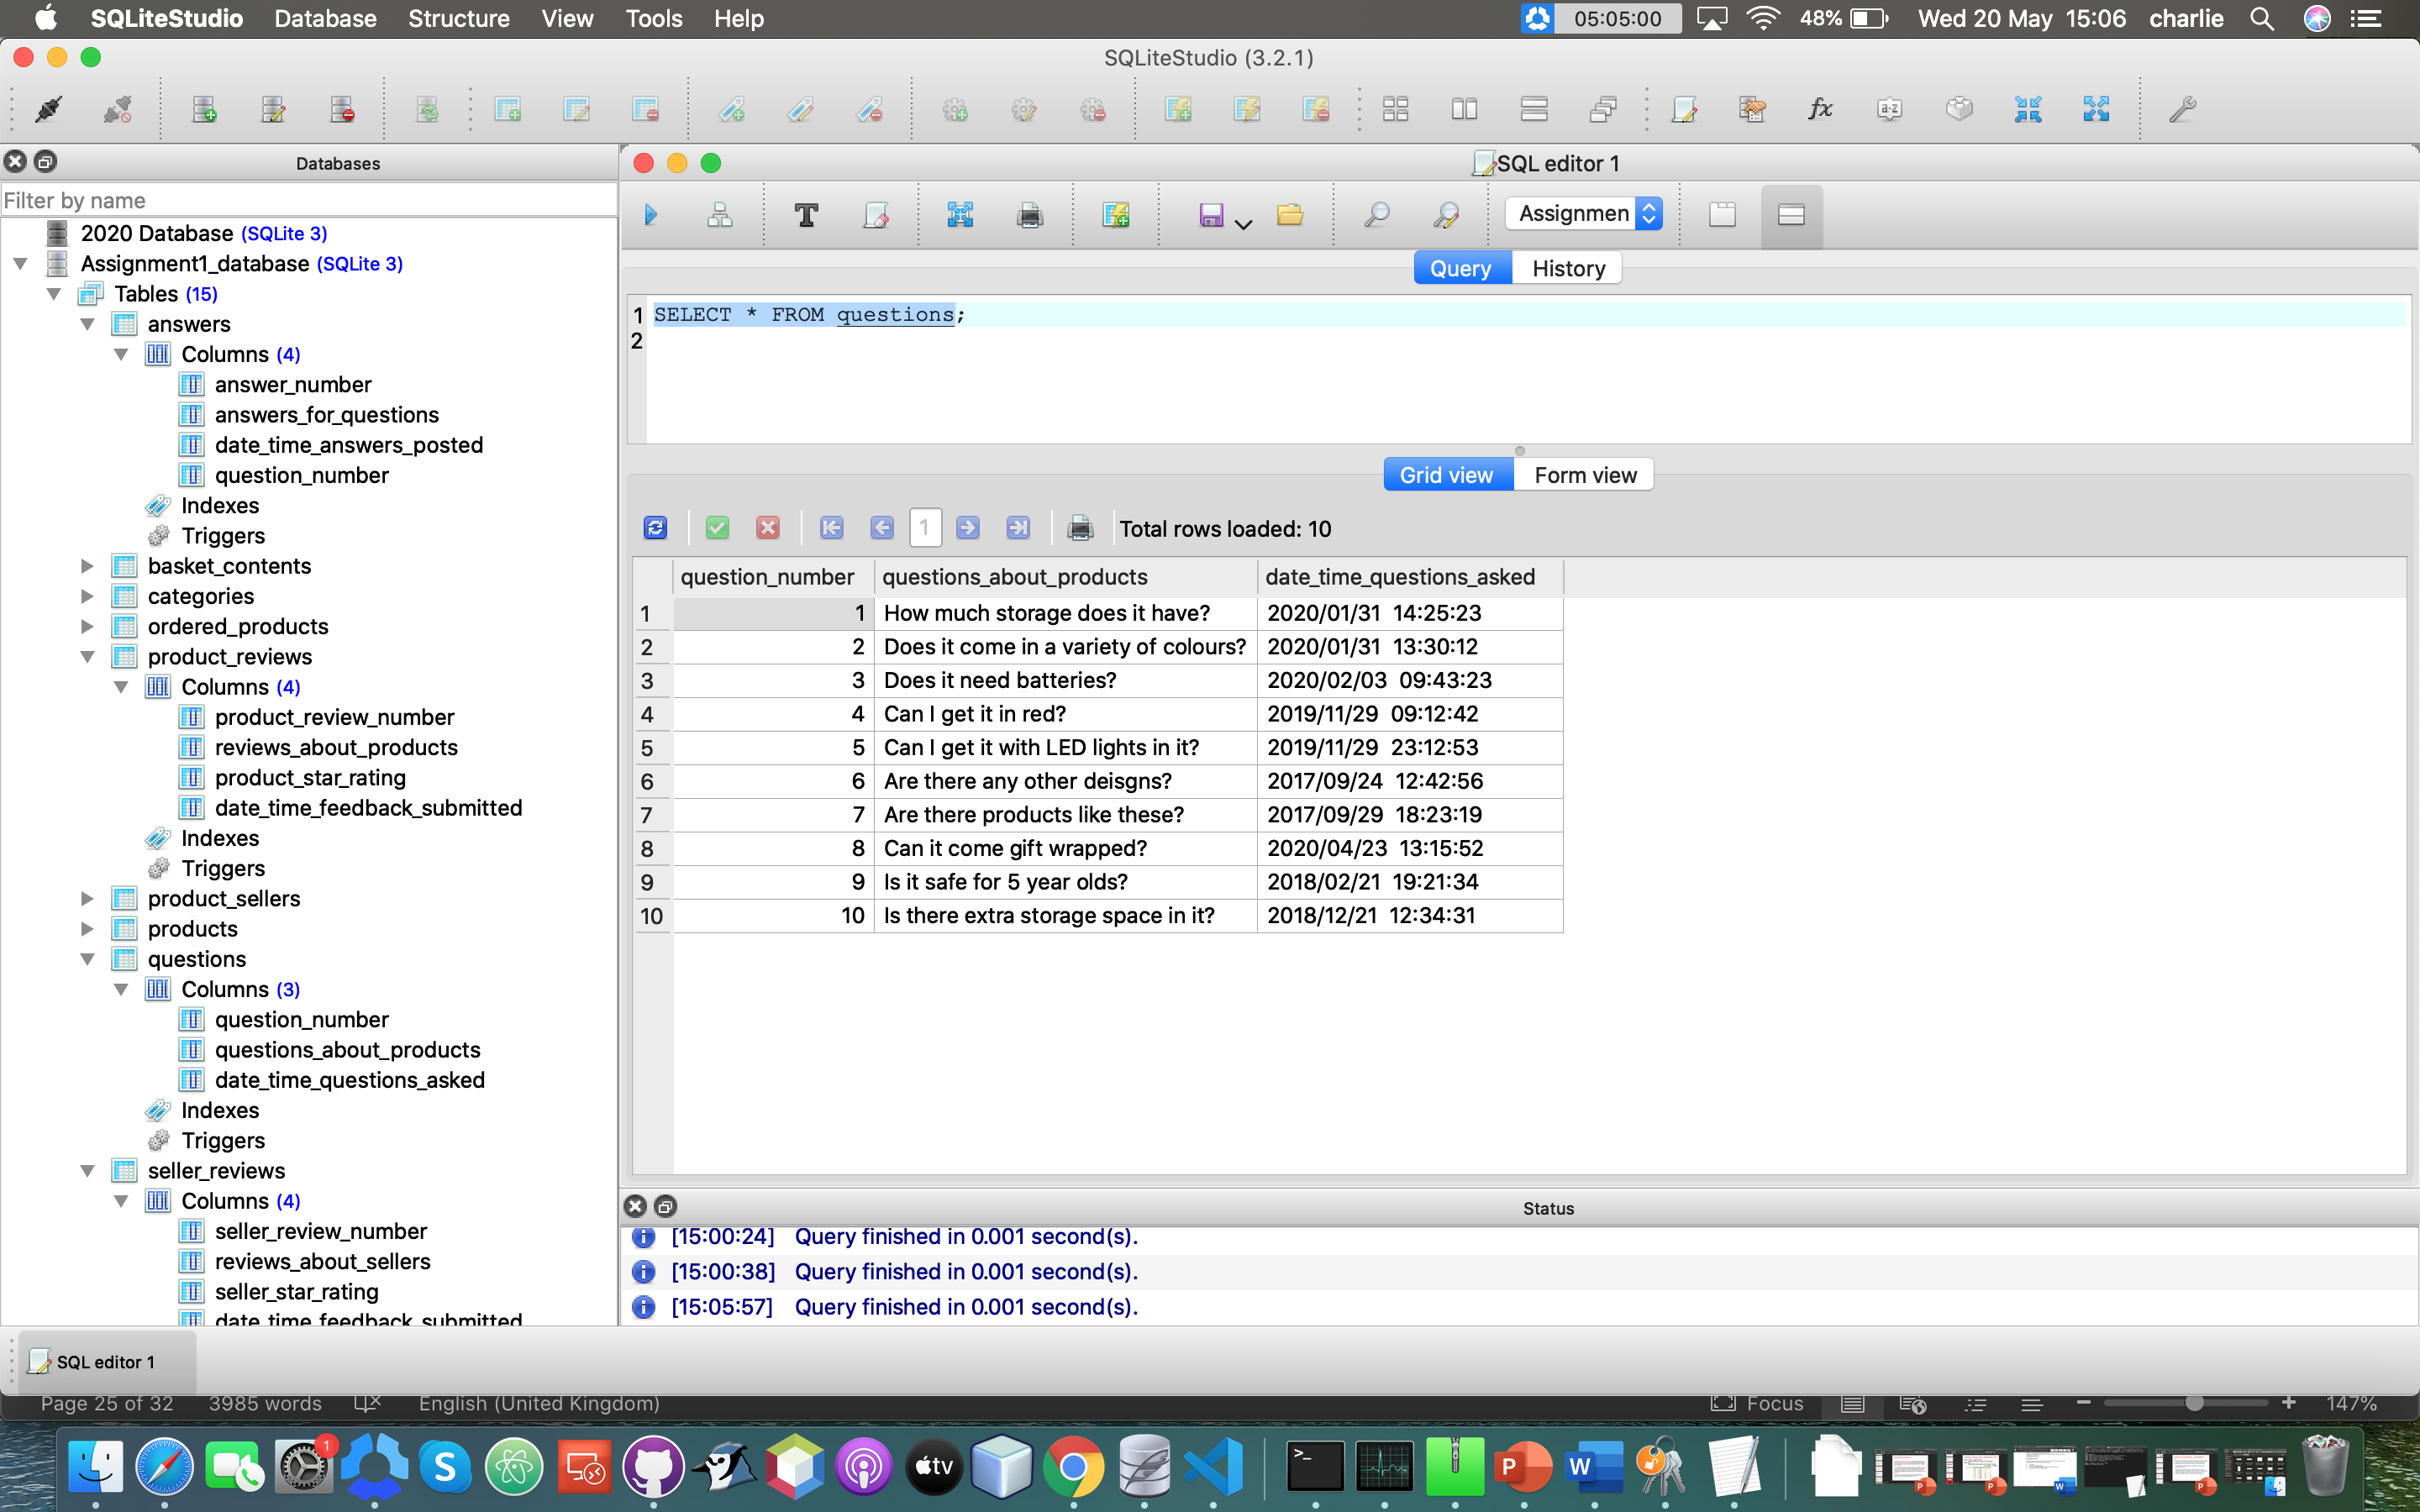 SQLiteStudio Database Structure View Tools Help 05:05:00 48% Wed 20 May 15:06 charlie
SQLiteStudio (3.2.1)
Databases
Filter by name
2020 Database (SQLite 3)
Assignment1_database (SQLite 3)
Tables (15)
answers
Columns (4)
answer_number
answers_for_questions
date_time_answers_posted
question_number
Indexes
Triggers
basket_contents
categories
ordered_products
product_reviews
Columns (4)
product_review_number
reviews_about_products
product_star_rating
date_time_feedback_submitted
Indexes
Triggers
product_sellers
products
questions
Columns (3)
question_number
questions_about_products
date_time_questions_asked
Indexes
Triggers
seller_reviews
Columns (4)
seller_review_number
reviews_about_sellers
seller_star_rating
date_time_feedback_submitted
SQL editor 1
Assignmen
Query History
1 SELECT * FROM questions;
2
Grid view Form view
1 Total rows loaded: 10
question_number questions_about_products date_time_questions_asked
1 1 How much storage does it have? 2020/01/31 14:25:23
2 2 Does it come in a variety of colours? 2020/01/31 13:30:12
3 3 Does it need batteries? 2020/02/03 09:43:23
4 4 Can I get it in red? 2019/11/29 09:12:42
5 5 Can I get it with LED lights in it? 2019/11/29 23:12:53
6 6 Are there any other deisgns? 2017/09/24 12:42:56
7 7 Are there products like these? 2017/09/29 18:23:19
8 8 Can it come gift wrapped? 2020/04/23 13:15:52
9 9 Is it safe for 5 year olds? 2018/02/21 19:21:34
10 10 Is there extra storage space in it? 2018/12/21 12:34:31
Status
[15:00:24] Query finished in 0.001 second(s).
[15:00:38] Query finished in 0.001 second(s).
[15:05:57] Query finished in 0.001 second(s).
SQL editor 1
Page 25 of 32 3985 words English (United Kingdom) Focus 147%
1 S tv P W